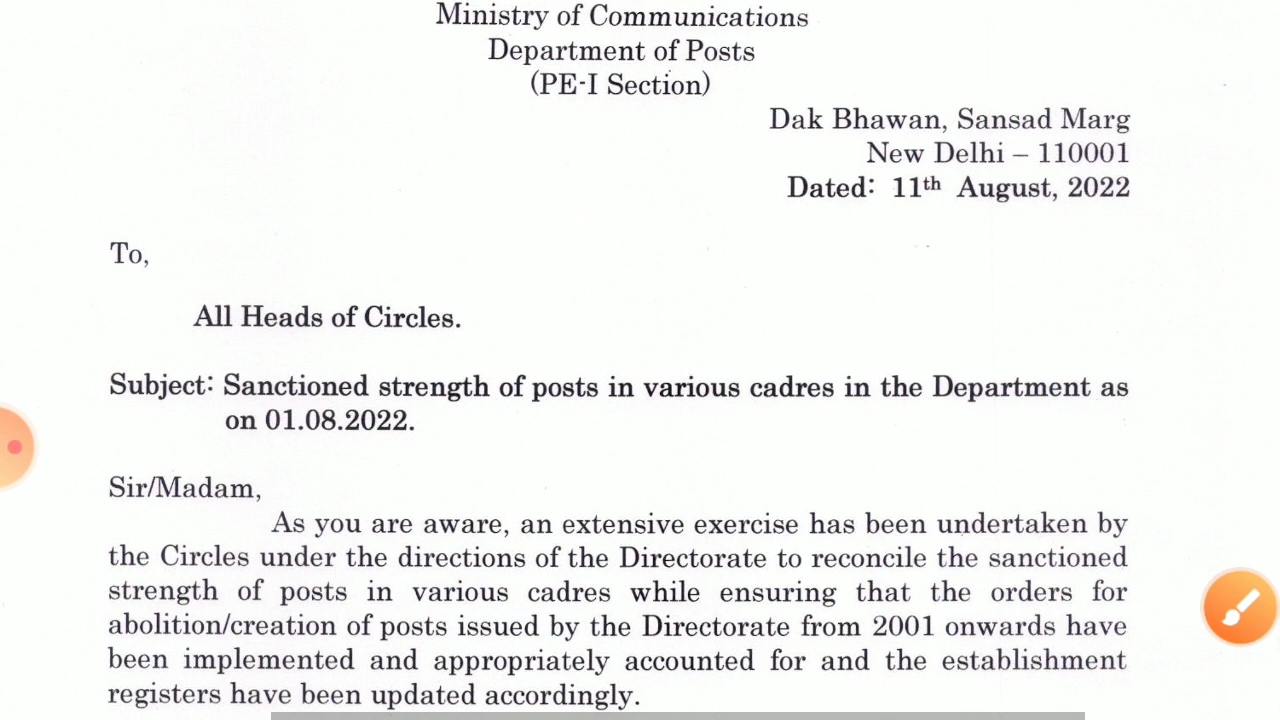 Ministry of Communications
Department of Posts
(PE-I Section)
Dak Bhawan, Sansad Marg
New Delhi – 110001
Dated: 11th August, 2022
To,
All Heads of Circles.
Subject: Sanctioned strength of posts in various cadres in the Department as
on 01.08.2022.
Sir/Madam,
As you are aware, an extensive exercise has been undertaken by
the Circles under the directions of the Directorate to reconcile the sanctioned
strength of posts in various cadres while ensuring that the orders for
abolition/creation of posts issued by the Directorate from 2001 onwards have
been implemented and appropriately accounted for and the establishment
registers have been updated accordingly.